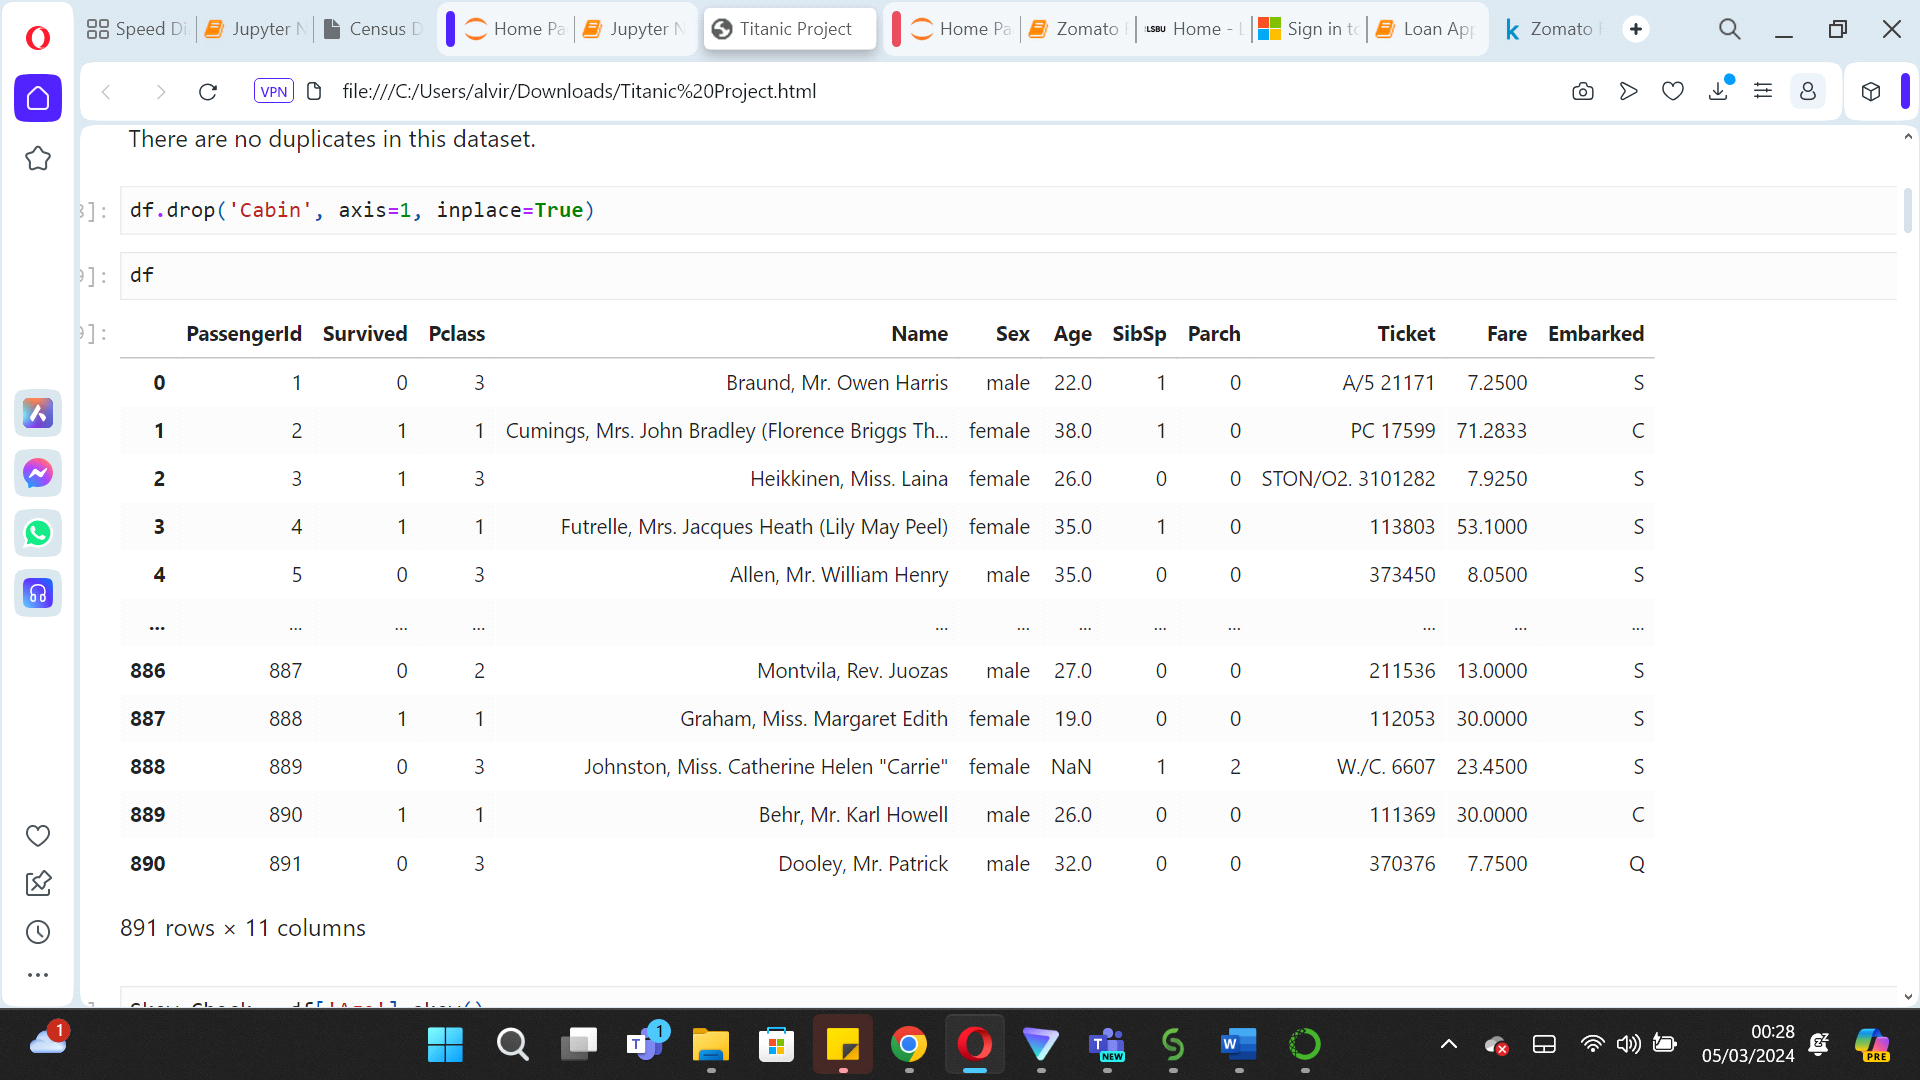 Speed Di
Jupyter N
Census D
Home Pa
Jupyter N
Titanic Project
Home Pa
Zomato
LSBU Home - L
Sign in to
Loan App
Zomato
VPN file:///C:/Users/alvir/Downloads/Titanic%20Project.html
There are no duplicates in this dataset.
]: df.drop('Cabin', axis=1, inplace=True)
]: df
]: PassengerId Survived Pclass Name Sex Age SibSp Parch Ticket Fare Embarked
0 1 0 3 Braund, Mr. Owen Harris male 22.0 1 0 A/5 21171 7.2500 S
1 2 1 1 Cumings, Mrs. John Bradley (Florence Briggs Th... female 38.0 1 0 PC 17599 71.2833 C
2 3 1 3 Heikkinen, Miss. Laina female 26.0 0 0 STON/O2. 3101282 7.9250 S
3 4 1 1 Futrelle, Mrs. Jacques Heath (Lily May Peel) female 35.0 1 0 113803 53.1000 S
4 5 0 3 Allen, Mr. William Henry male 35.0 0 0 373450 8.0500 S
... ... ... ... ... ... ... ... ... ... ... ...
886 887 0 2 Montvila, Rev. Juozas male 27.0 0 0 211536 13.0000 S
887 888 1 1 Graham, Miss. Margaret Edith female 19.0 0 0 112053 30.0000 S
888 889 0 3 Johnston, Miss. Catherine Helen "Carrie" female NaN 1 2 W./C. 6607 23.4500 S
889 890 1 1 Behr, Mr. Karl Howell male 26.0 0 0 111369 30.0000 C
890 891 0 3 Dooley, Mr. Patrick male 32.0 0 0 370376 7.7500 Q
891 rows × 11 columns
1
1
NEW
00:28
05/03/2024
PRE